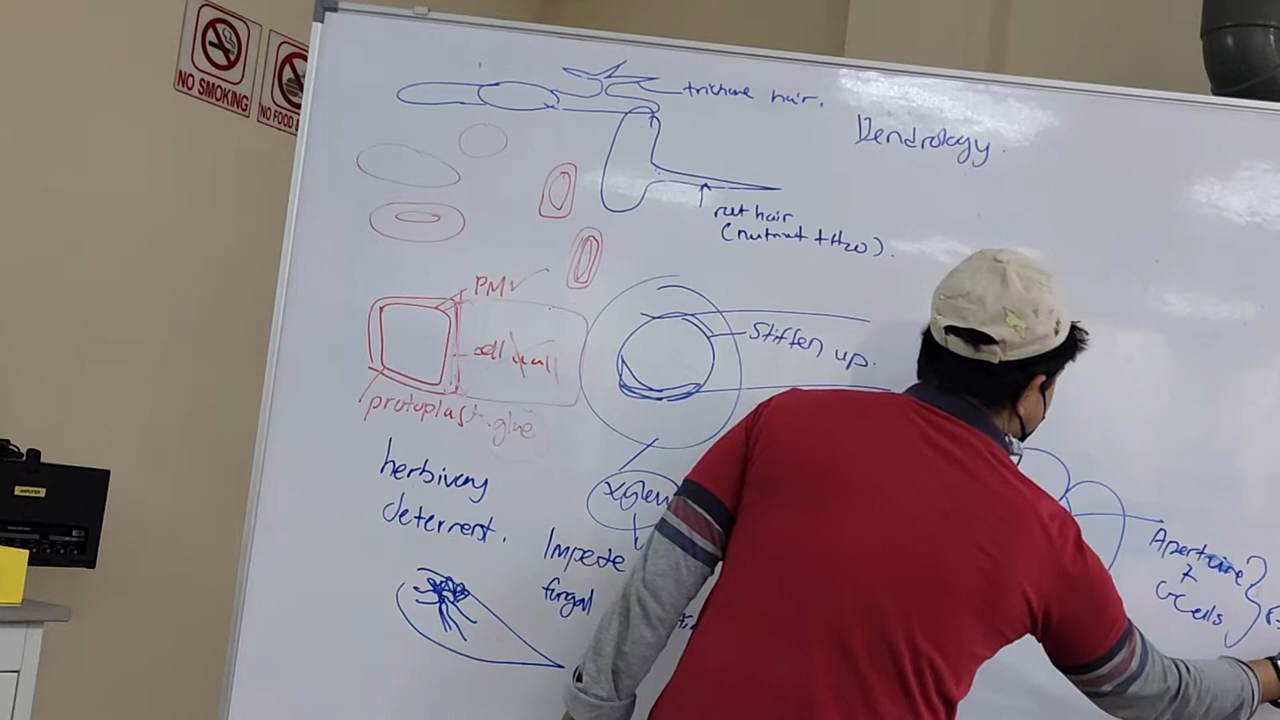 NO SMOKING
NO FOOD &
trichome hair.
Dendrology.
root hair
(nutrient + H2O).
PM ✓
cell wall
protoplast.glue
Stiffen up.
herbivory
deterrent.
xylem
Impede
fungal
Aperture
+
G Cells
AMPLIFIER